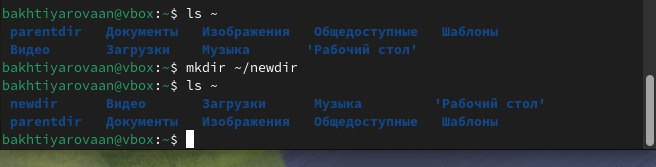 bakhtiyarovaan@vbox:~$ ls ~
parentdir Документы Изображения Общедоступные Шаблоны
Видео Загрузки Музыка 'Рабочий стол'
bakhtiyarovaan@vbox:~$ mkdir ~/newdir
bakhtiyarovaan@vbox:~$ ls ~
newdir Видео Загрузки Музыка 'Рабочий стол'
parentdir Документы Изображения Общедоступные Шаблоны
bakhtiyarovaan@vbox:~$